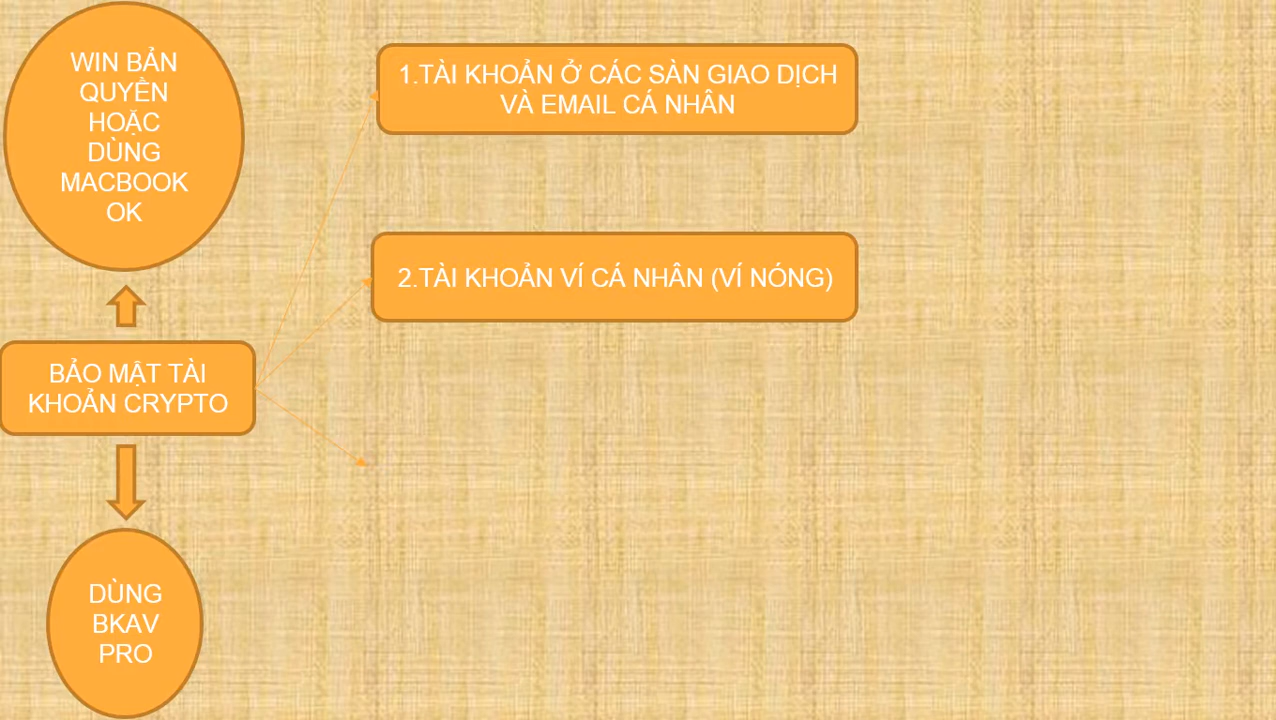 WIN BẢN
QUYỀN
HOẶC
DÙNG
MACBOOK
OK
1.TÀI KHOẢN Ở CÁC SÀN GIAO DỊCH
VÀ EMAIL CÁ NHÂN
2.TÀI KHOẢN VÍ CÁ NHÂN (VÍ NÓNG)
BẢO MẬT TÀI
KHOẢN CRYPTO
DÙNG
BKAV
PRO